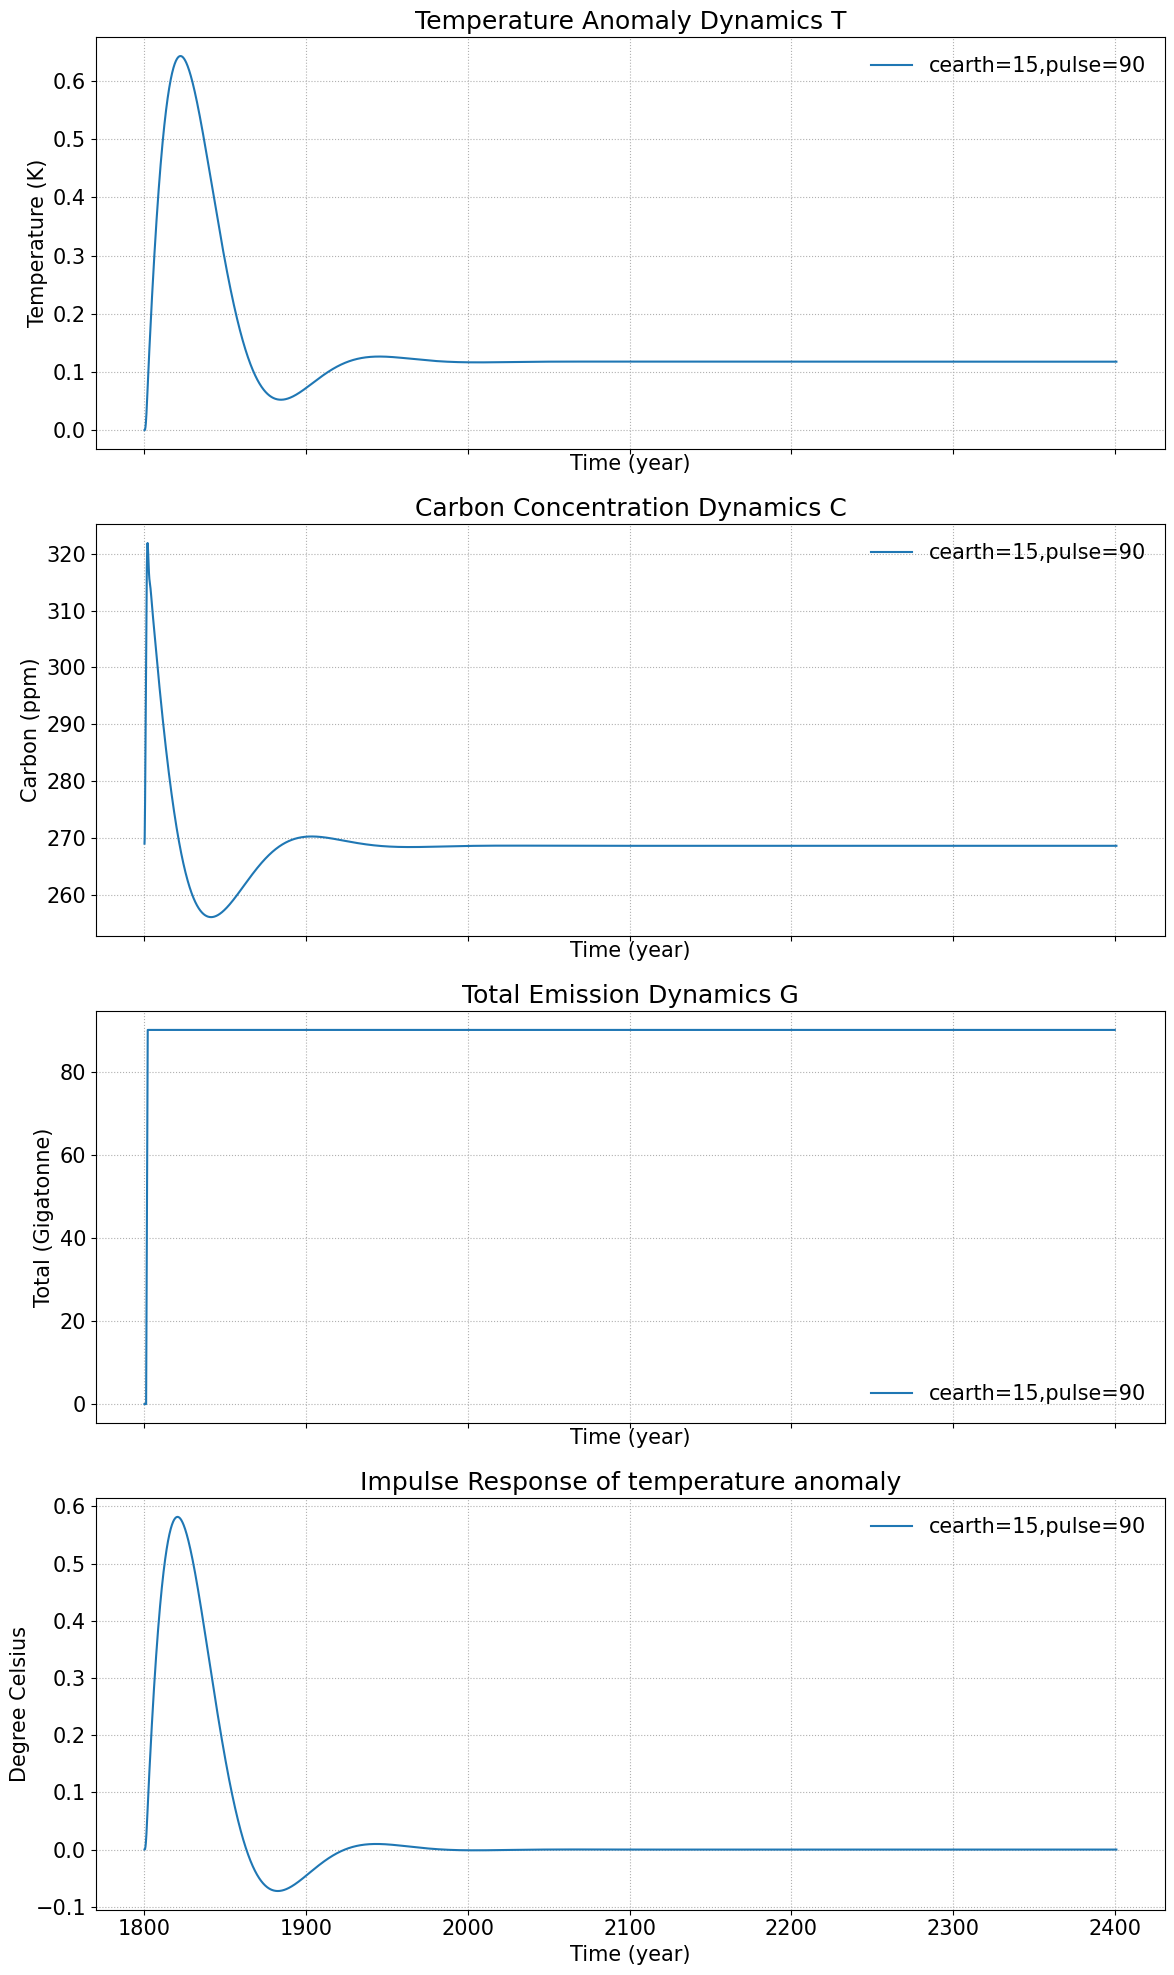 Temperature Anomaly Dynamics T
cearth=15,pulse=90
0.6
0.5
0.4
0.3
0.2
0.1
0.0
Temperature (K)
Time (year)
Carbon Concentration Dynamics C
cearth=15,pulse=90
320
310
300
290
280
270
260
Carbon (ppm)
Time (year)
Total Emission Dynamics G
80
60
40
20
0
Total (Gigatonne)
cearth=15,pulse=90
Time (year)
Impulse Response of temperature anomaly
cearth=15,pulse=90
0.6
0.5
0.4
0.3
0.2
0.1
0.0
−0.1
Degree Celsius
1800 1900 2000 2100 2200 2300 2400
Time (year)